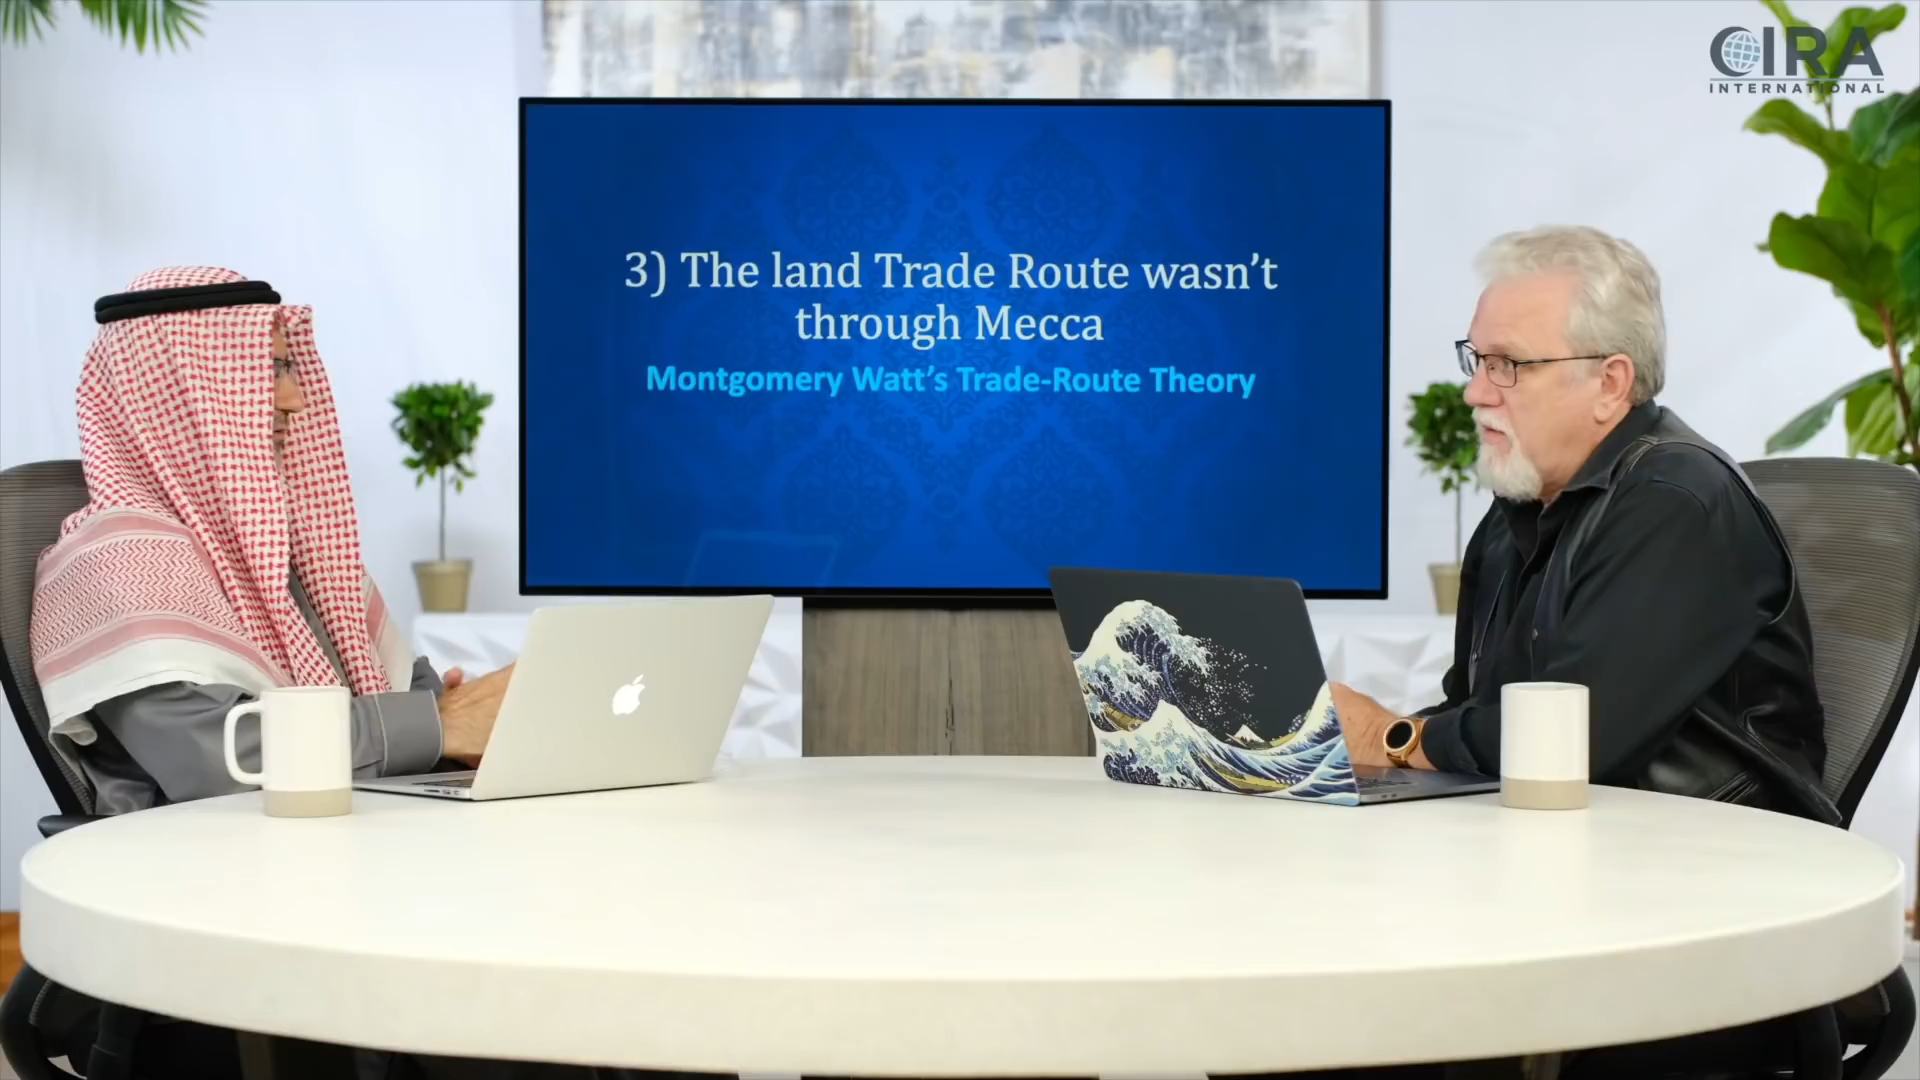 CIRA
INTERNATIONAL
3) The land Trade Route wasn’t
through Mecca
Montgomery Watt’s Trade-Route Theory